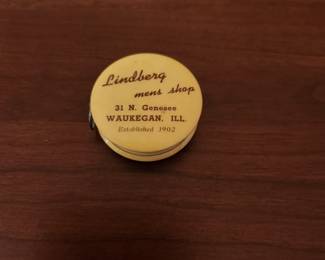 Lindberg
mens shop
31 N. Genesee
WAUKEGAN, ILL.
Established 1902